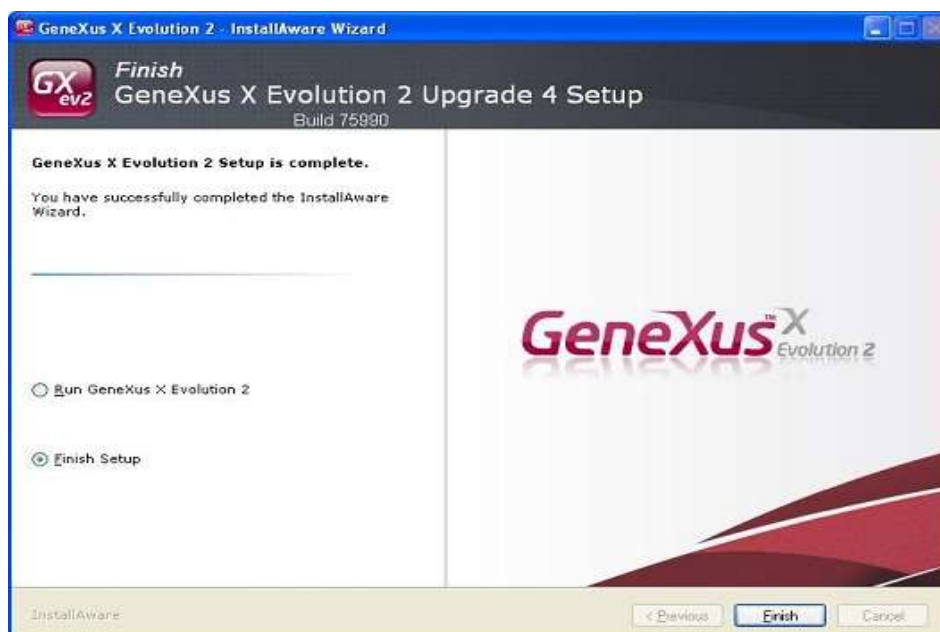 GeneXus X Evolution 2 - InstallAware Wizard
GX
ev2
Finish
GeneXus X Evolution 2 Upgrade 4 Setup
Build 75990
GeneXus X Evolution 2 Setup is complete.
You have successfully completed the InstallAware
Wizard.
GeneXus™ X
Evolution 2
Run GeneXus X Evolution 2
Finish Setup
InstallAware
< Previous
Finish
Cancel